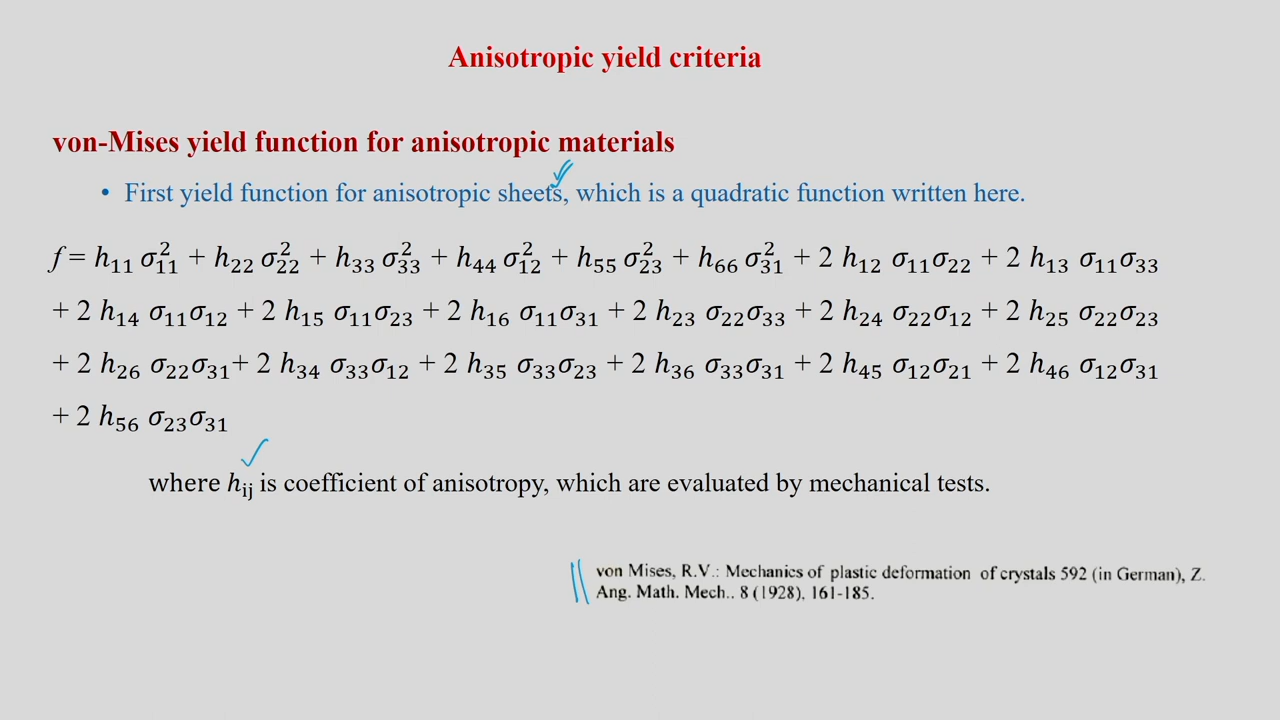 Anisotropic yield criteria
von-Mises yield function for anisotropic materials
• First yield function for anisotropic sheets, which is a quadratic function written here.
f = h₁₁ σ₁₁² + h₂₂ σ₂₂² + h₃₃ σ₃₃² + h₄₄ σ₁₂² + h₅₅ σ₂₃² + h₆₆ σ₃₁² + 2 h₁₂ σ₁₁σ₂₂ + 2 h₁₃ σ₁₁σ₃₃
+ 2 h₁₄ σ₁₁σ₁₂ + 2 h₁₅ σ₁₁σ₂₃ + 2 h₁₆ σ₁₁σ₃₁ + 2 h₂₃ σ₂₂σ₃₃ + 2 h₂₄ σ₂₂σ₁₂ + 2 h₂₅ σ₂₂σ₂₃
+ 2 h₂₆ σ₂₂σ₃₁+ 2 h₃₄ σ₃₃σ₁₂ + 2 h₃₅ σ₃₃σ₂₃ + 2 h₃₆ σ₃₃σ₃₁ + 2 h₄₅ σ₁₂σ₂₁ + 2 h₄₆ σ₁₂σ₃₁
+ 2 h₅₆ σ₂₃σ₃₁
where hᵢⱼ is coefficient of anisotropy, which are evaluated by mechanical tests.
von Mises, R.V.: Mechanics of plastic deformation of crystals 592 (in German), Z.
Ang. Math. Mech.. 8 (1928), 161-185.